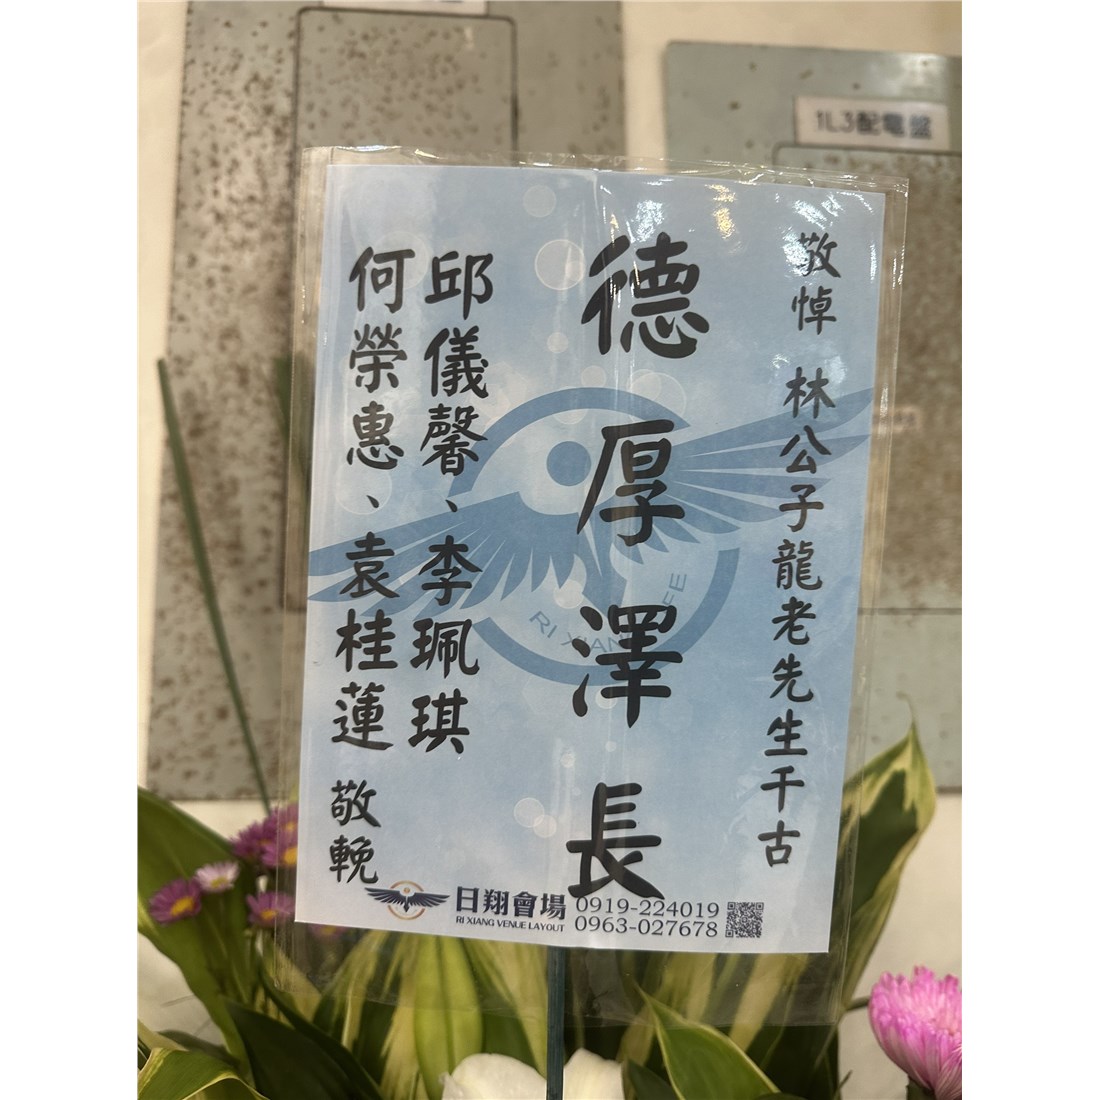 1L3配電盤
敬悼 林公子龍老先生千古
德厚澤長
邱儀馨、李珮琪
何榮惠、袁桂蓮
敬輓
RI XIANG
FE
日翔會場
RI XIANG VENUE LAYOUT
0919-224019
0963-027678